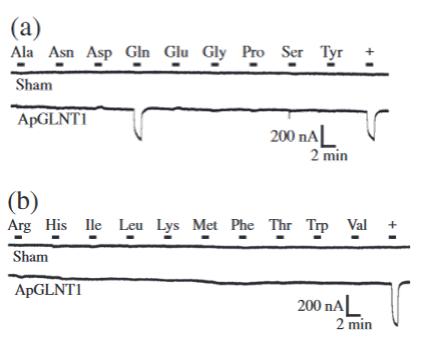 (a)
Ala Asn Asp Gln Glu Gly Pro Ser Tyr +
Sham
ApGLNT1
200 nA
2 min
(b)
Arg His Ile Leu Lys Met Phe Thr Trp Val +
Sham
ApGLNT1
200 nA
2 min